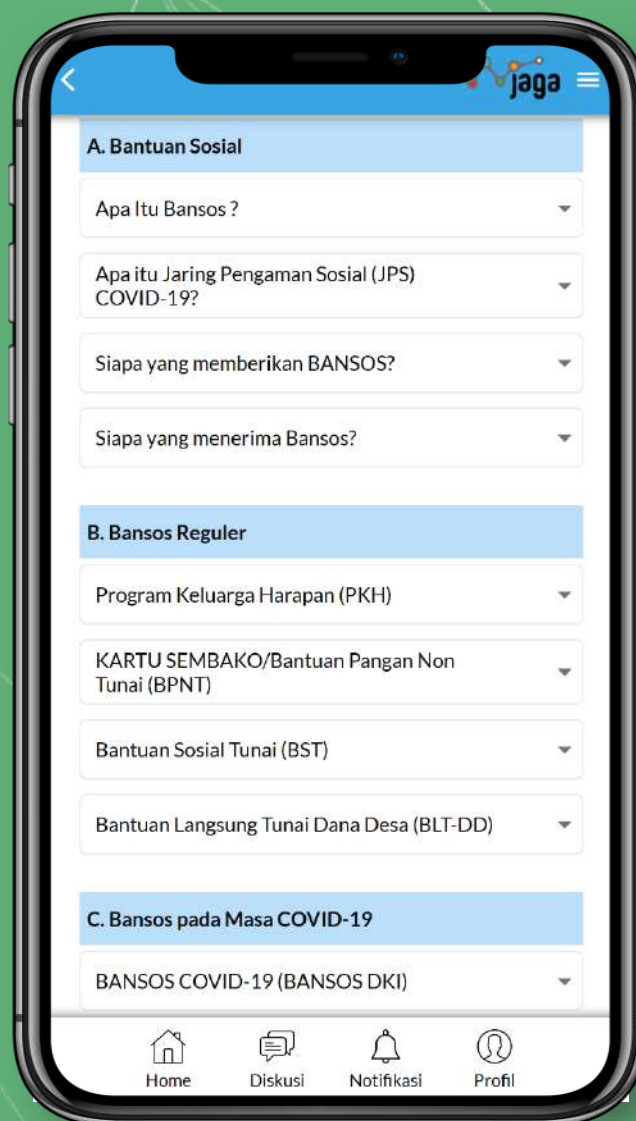 jaga
A. Bantuan Sosial
Apa Itu Bansos ?
Apa itu Jaring Pengaman Sosial (JPS)
COVID-19?
Siapa yang memberikan BANSOS?
Siapa yang menerima Bansos?
B. Bansos Reguler
Program Keluarga Harapan (PKH)
KARTU SEMBAKO/Bantuan Pangan Non
Tunai (BPNT)
Bantuan Sosial Tunai (BST)
Bantuan Langsung Tunai Dana Desa (BLT-DD)
C. Bansos pada Masa COVID-19
BANSOS COVID-19 (BANSOS DKI)
Home Diskusi Notifikasi Profil